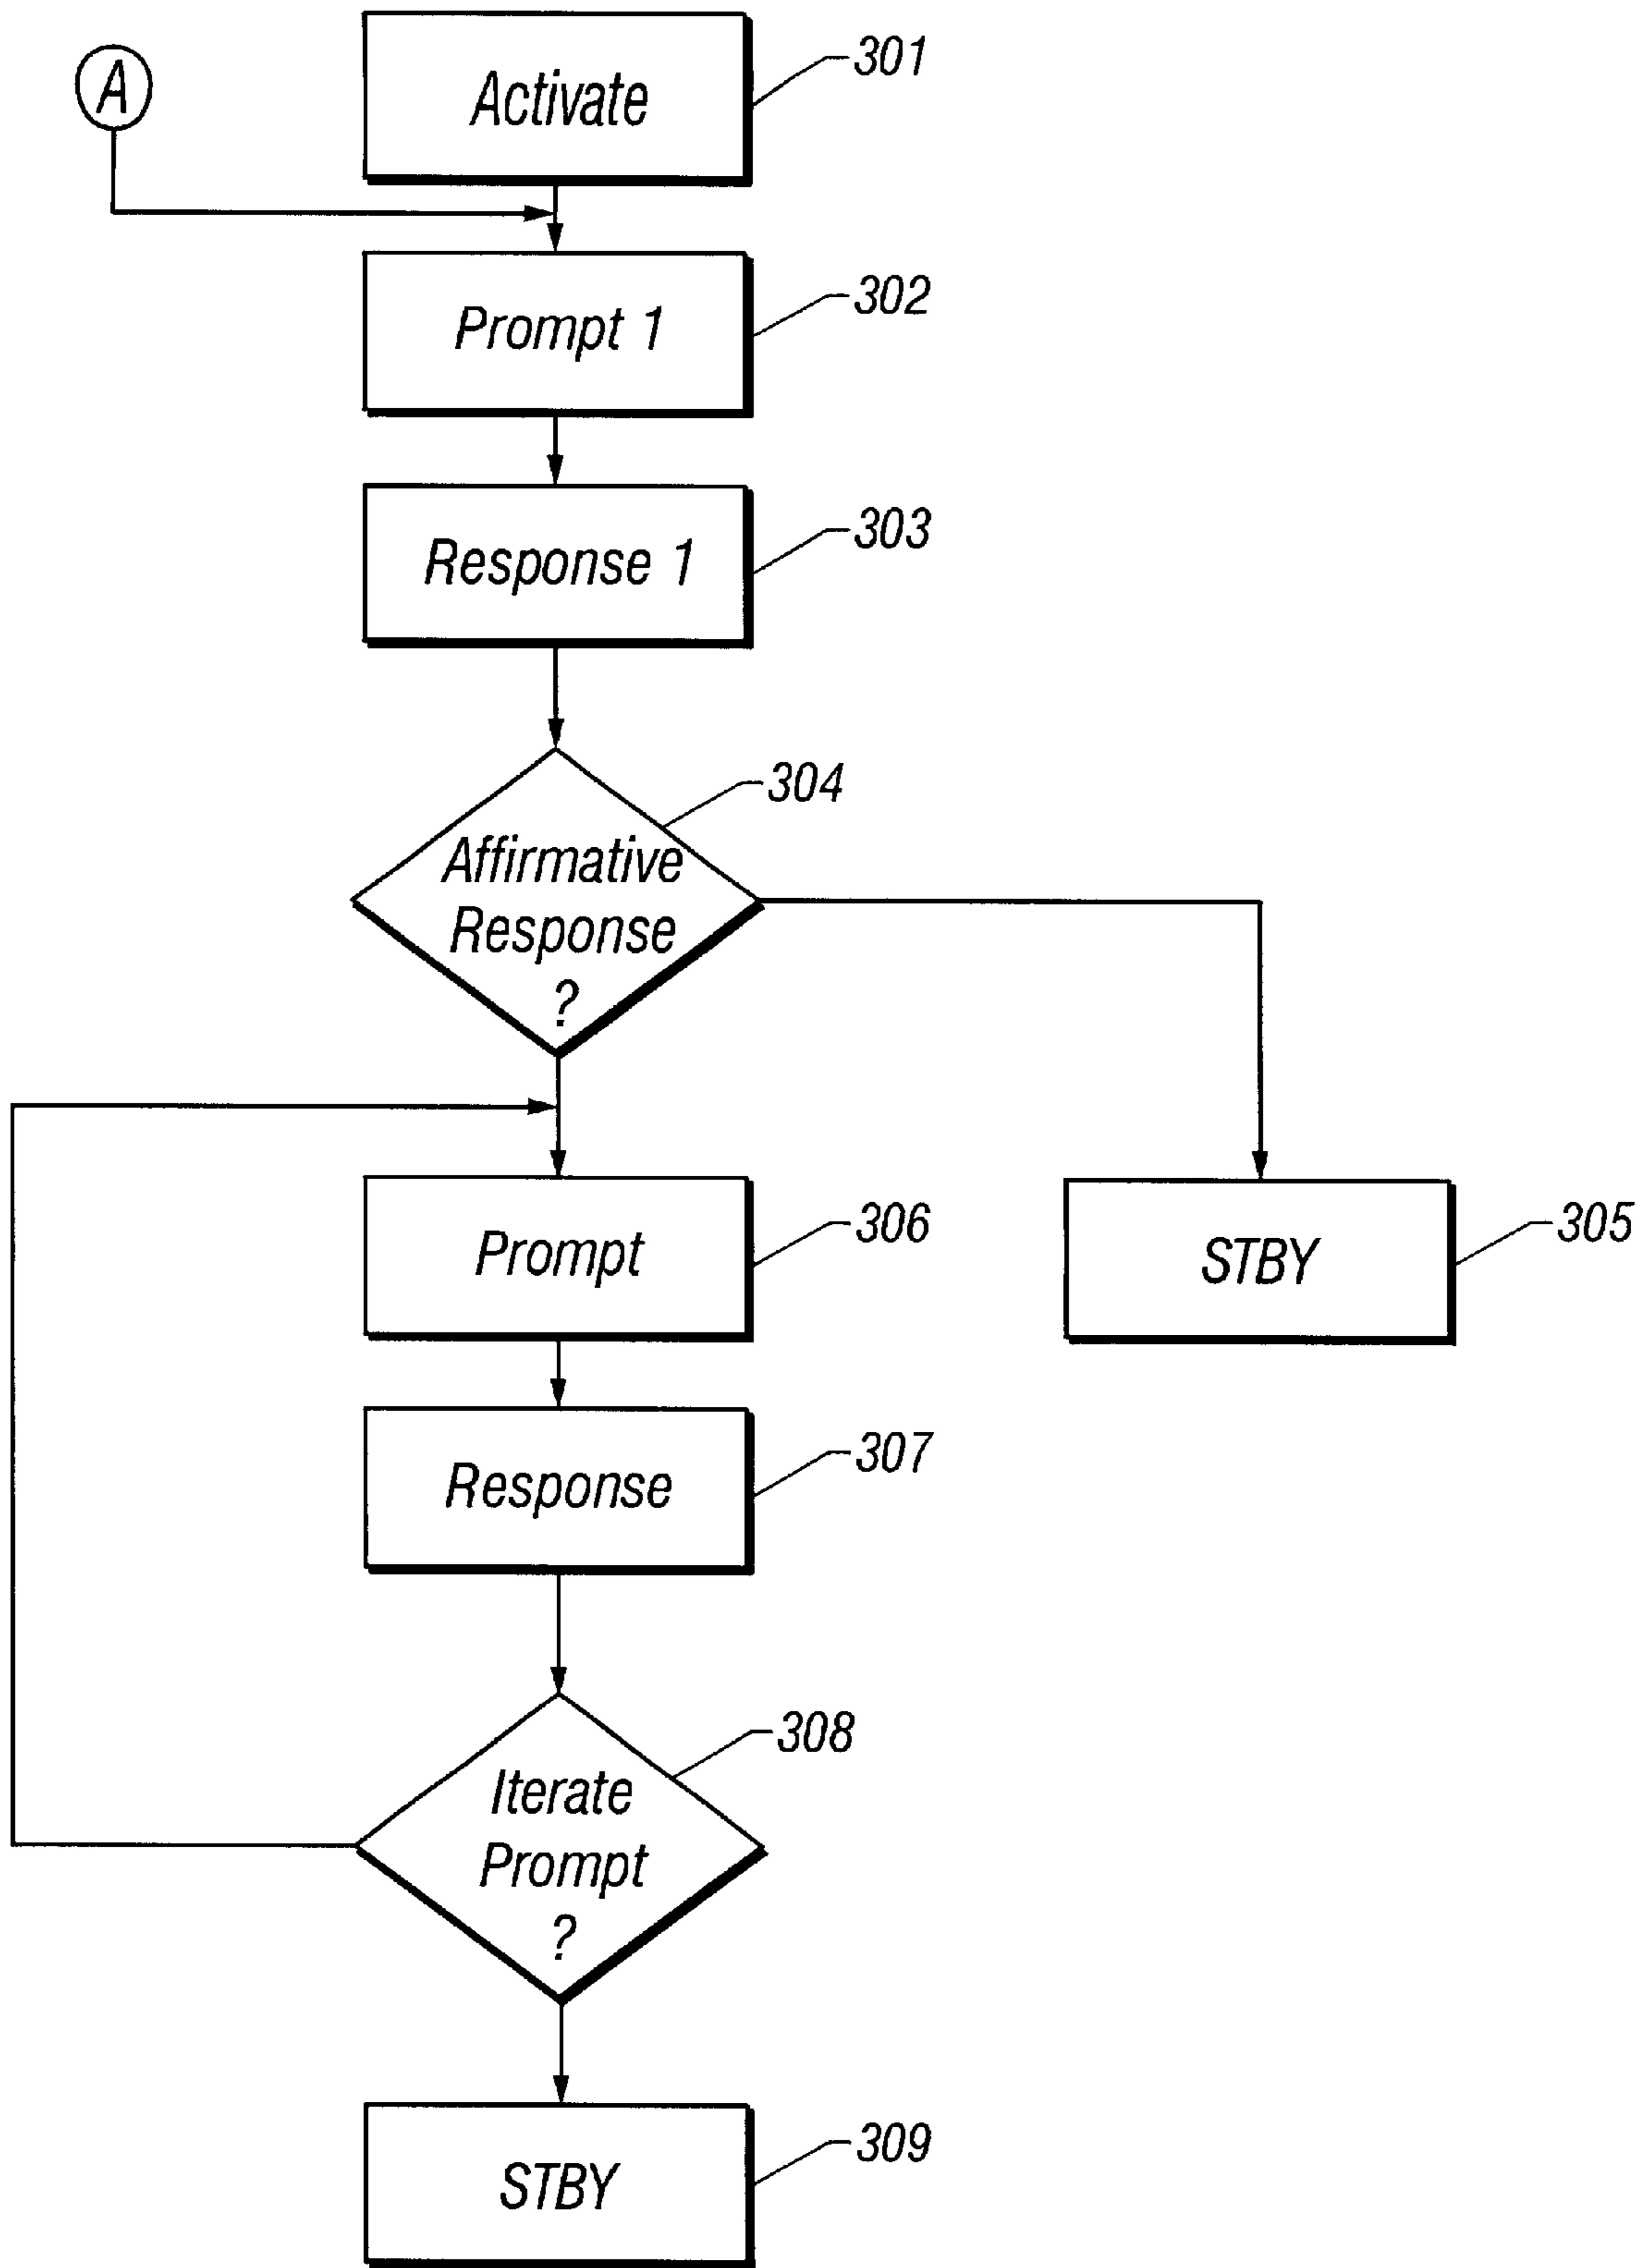 A
Activate
301
Prompt 1
302
Response 1
303
304
Affirmative
Response
?
Prompt
306
STBY
305
Response
307
308
Iterate
Prompt
?
STBY
309